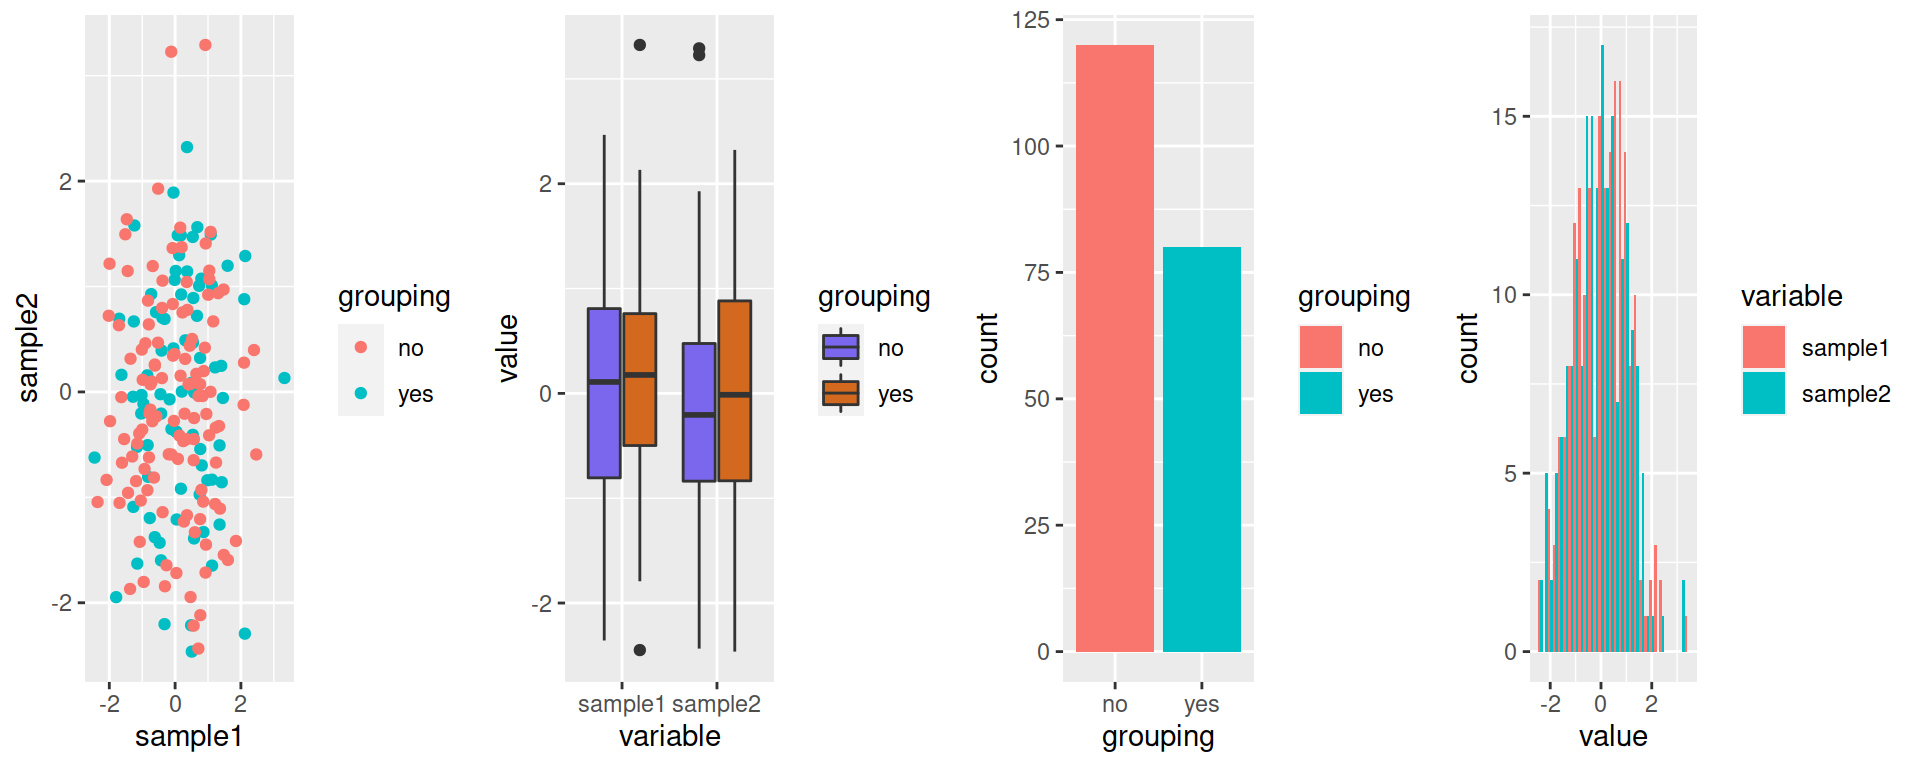 sample2
2
0
-2
-2 0 2
sample1
grouping
no
yes
value
2
0
-2
sample1 sample2
variable
grouping
no
yes
count
125
100
75
50
25
0
no yes
grouping
grouping
no
yes
count
15
10
5
0
-2 0 2
value
variable
sample1
sample2